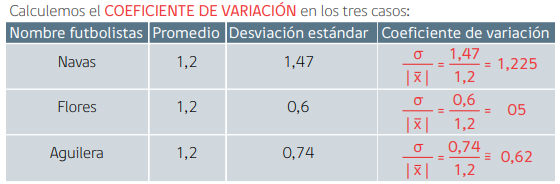 Calculemos el COEFICIENTE DE VARIACIÓN en los tres casos:
Nombre futbolistas Promedio Desviación estándar Coeficiente de variación
Navas 1,2 1,47 σ/|x̅| = 1,47/1,2 = 1,225
Flores 1,2 0,6 σ/|x̅| = 0,6/1,2 = 05
Aguilera 1,2 0,74 σ/|x̅| = 0,74/1,2 ≅ 0,62